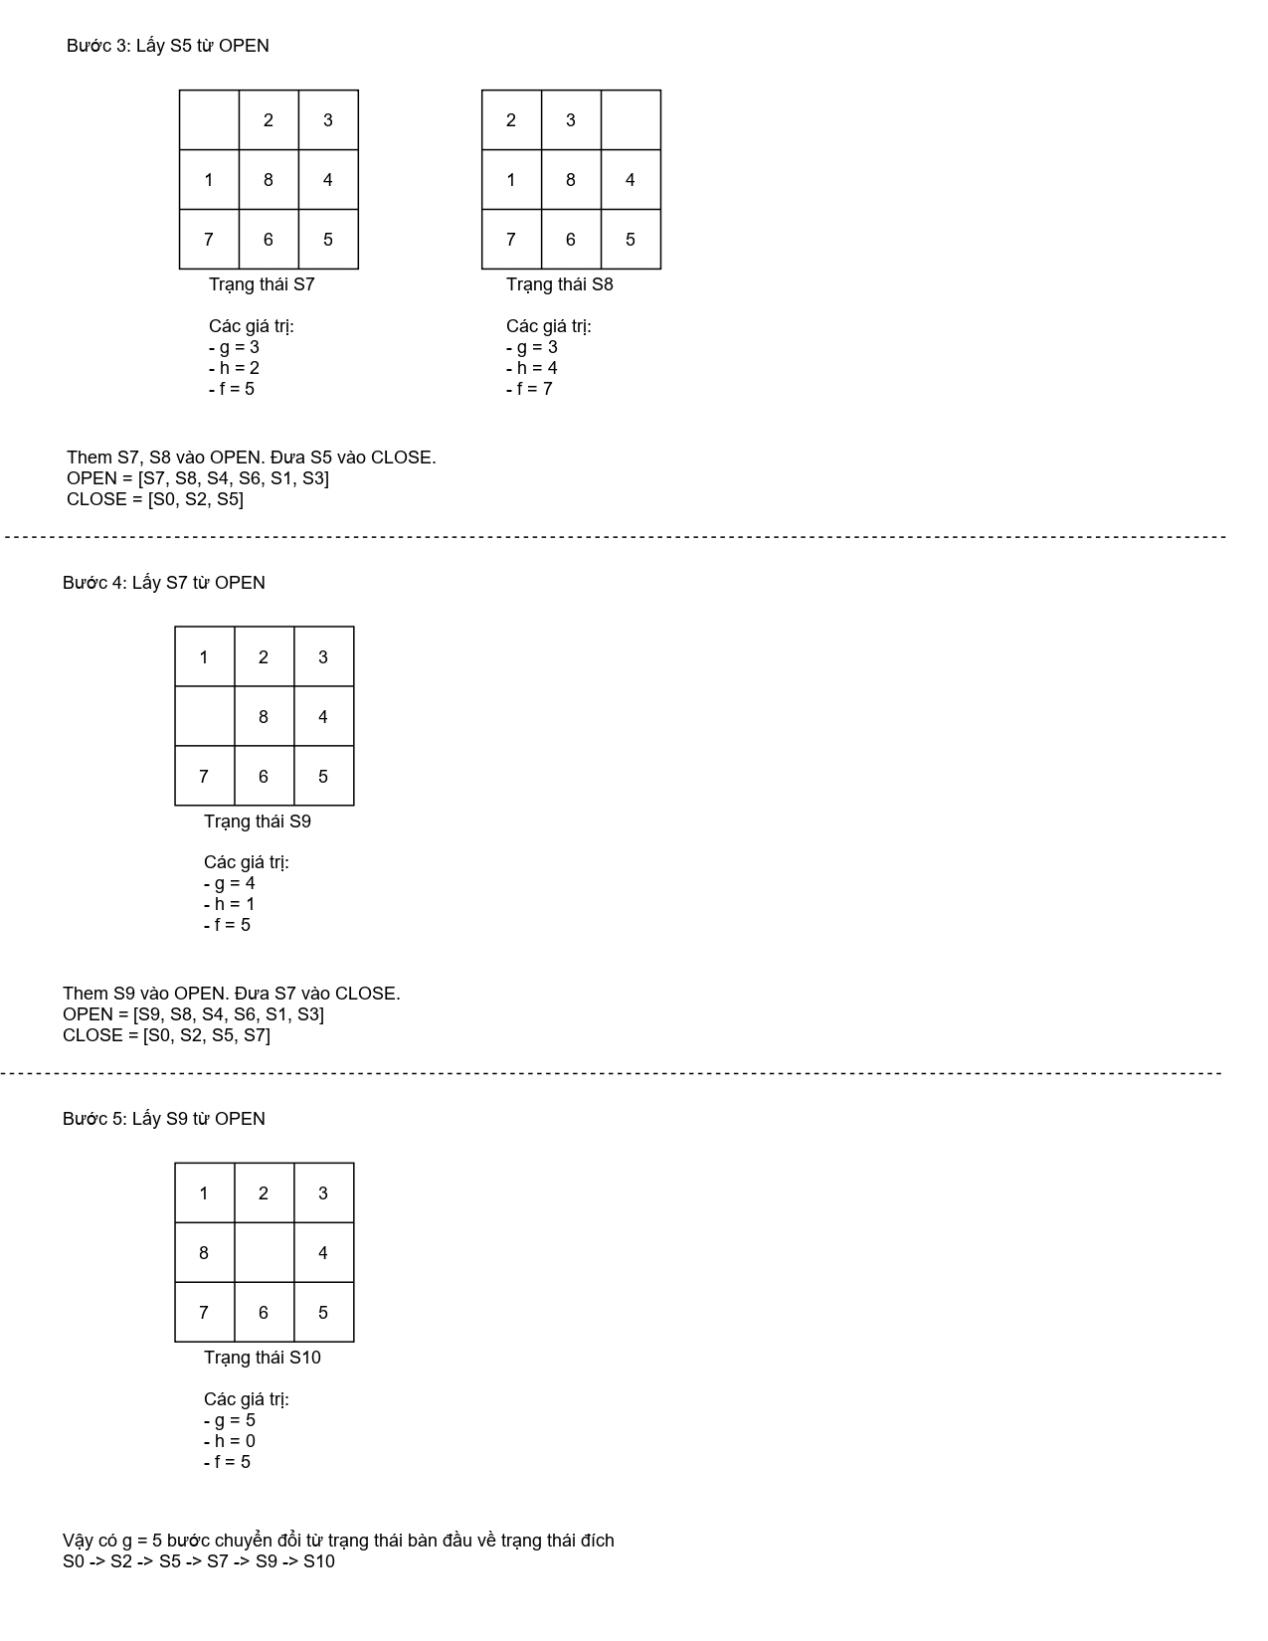 Bước 3: Lấy S5 từ OPEN
2 3 2 3
1 8 4 1 8 4
7 6 5 7 6 5
Trạng thái S7 Trạng thái S8
Các giá trị: Các giá trị:
- g = 3 - g = 3
- h = 2 - h = 4
- f = 5 - f = 7
Them S7, S8 vào OPEN. Đưa S5 vào CLOSE.
OPEN = [S7, S8, S4, S6, S1, S3]
CLOSE = [S0, S2, S5]
Bước 4: Lấy S7 từ OPEN
1 2 3
8 4
7 6 5
Trạng thái S9
Các giá trị:
- g = 4
- h = 1
- f = 5
Them S9 vào OPEN. Đưa S7 vào CLOSE.
OPEN = [S9, S8, S4, S6, S1, S3]
CLOSE = [S0, S2, S5, S7]
Bước 5: Lấy S9 từ OPEN
1 2 3
8 4
7 6 5
Trạng thái S10
Các giá trị:
- g = 5
- h = 0
- f = 5
Vậy có g = 5 bước chuyển đổi từ trạng thái bàn đầu về trạng thái đích
S0 -> S2 -> S5 -> S7 -> S9 -> S10